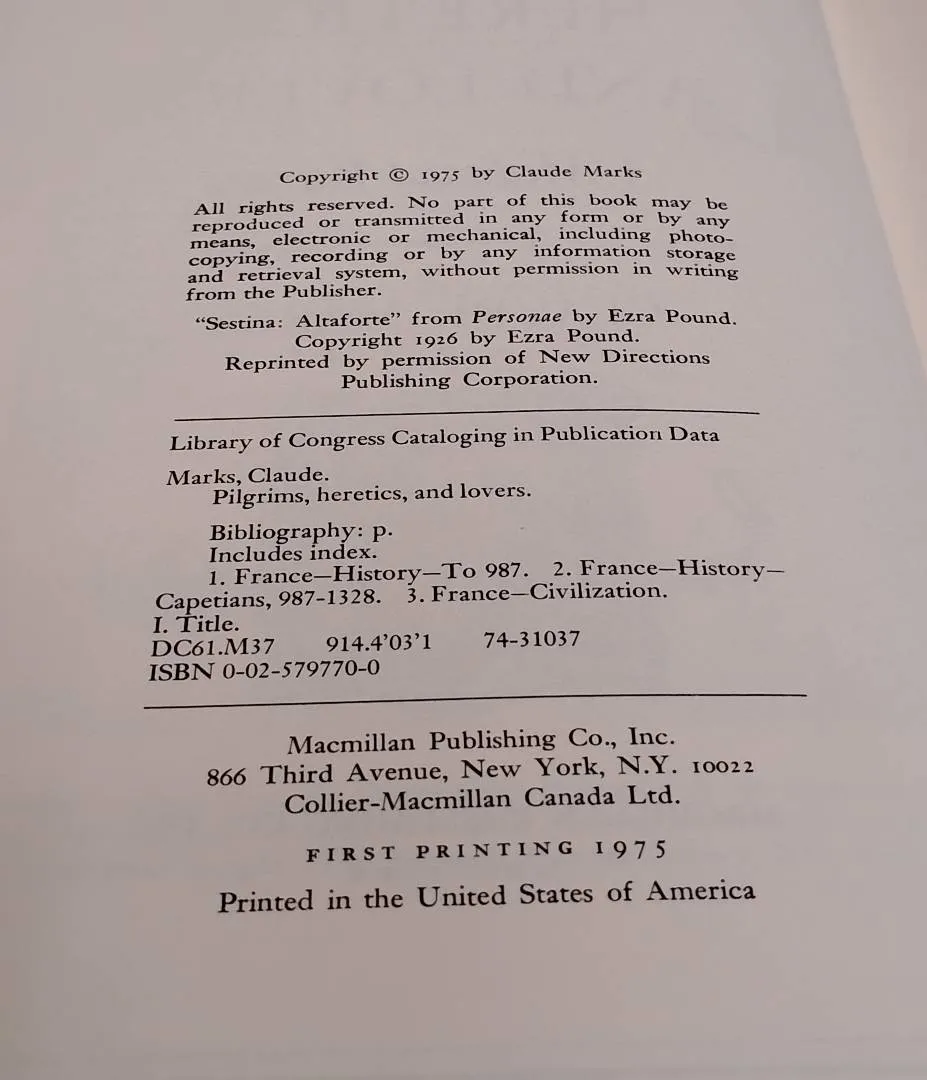 Copyright © 1975 by Claude Marks
All rights reserved. No part of this book may be
reproduced or transmitted in any form or by any
means, electronic or mechanical, including photo-
copying, recording or by any information storage
and retrieval system, without permission in writing
from the Publisher.
“Sestina: Altaforte” from Personae by Ezra Pound.
Copyright 1926 by Ezra Pound.
Reprinted by permission of New Directions
Publishing Corporation.
Library of Congress Cataloging in Publication Data
Marks, Claude.
Pilgrims, heretics, and lovers.
Bibliography: p.
Includes index.
1. France—History—To 987. 2. France—History—
Capetians, 987-1328. 3. France—Civilization.
I. Title.
DC61.M37 914.4'03'1 74-31037
ISBN 0-02-579770-0
Macmillan Publishing Co., Inc.
866 Third Avenue, New York, N.Y. 10022
Collier-Macmillan Canada Ltd.
FIRST PRINTING 1975
Printed in the United States of America